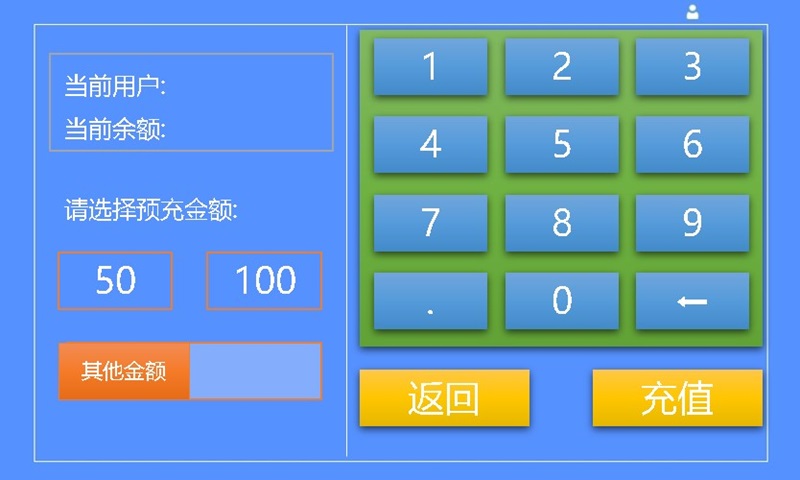 当前用户:
当前余额:
请选择预充金额:
50 100
其他金额
1 2 3
4 5 6
7 8 9
. 0 ←
返回 充值